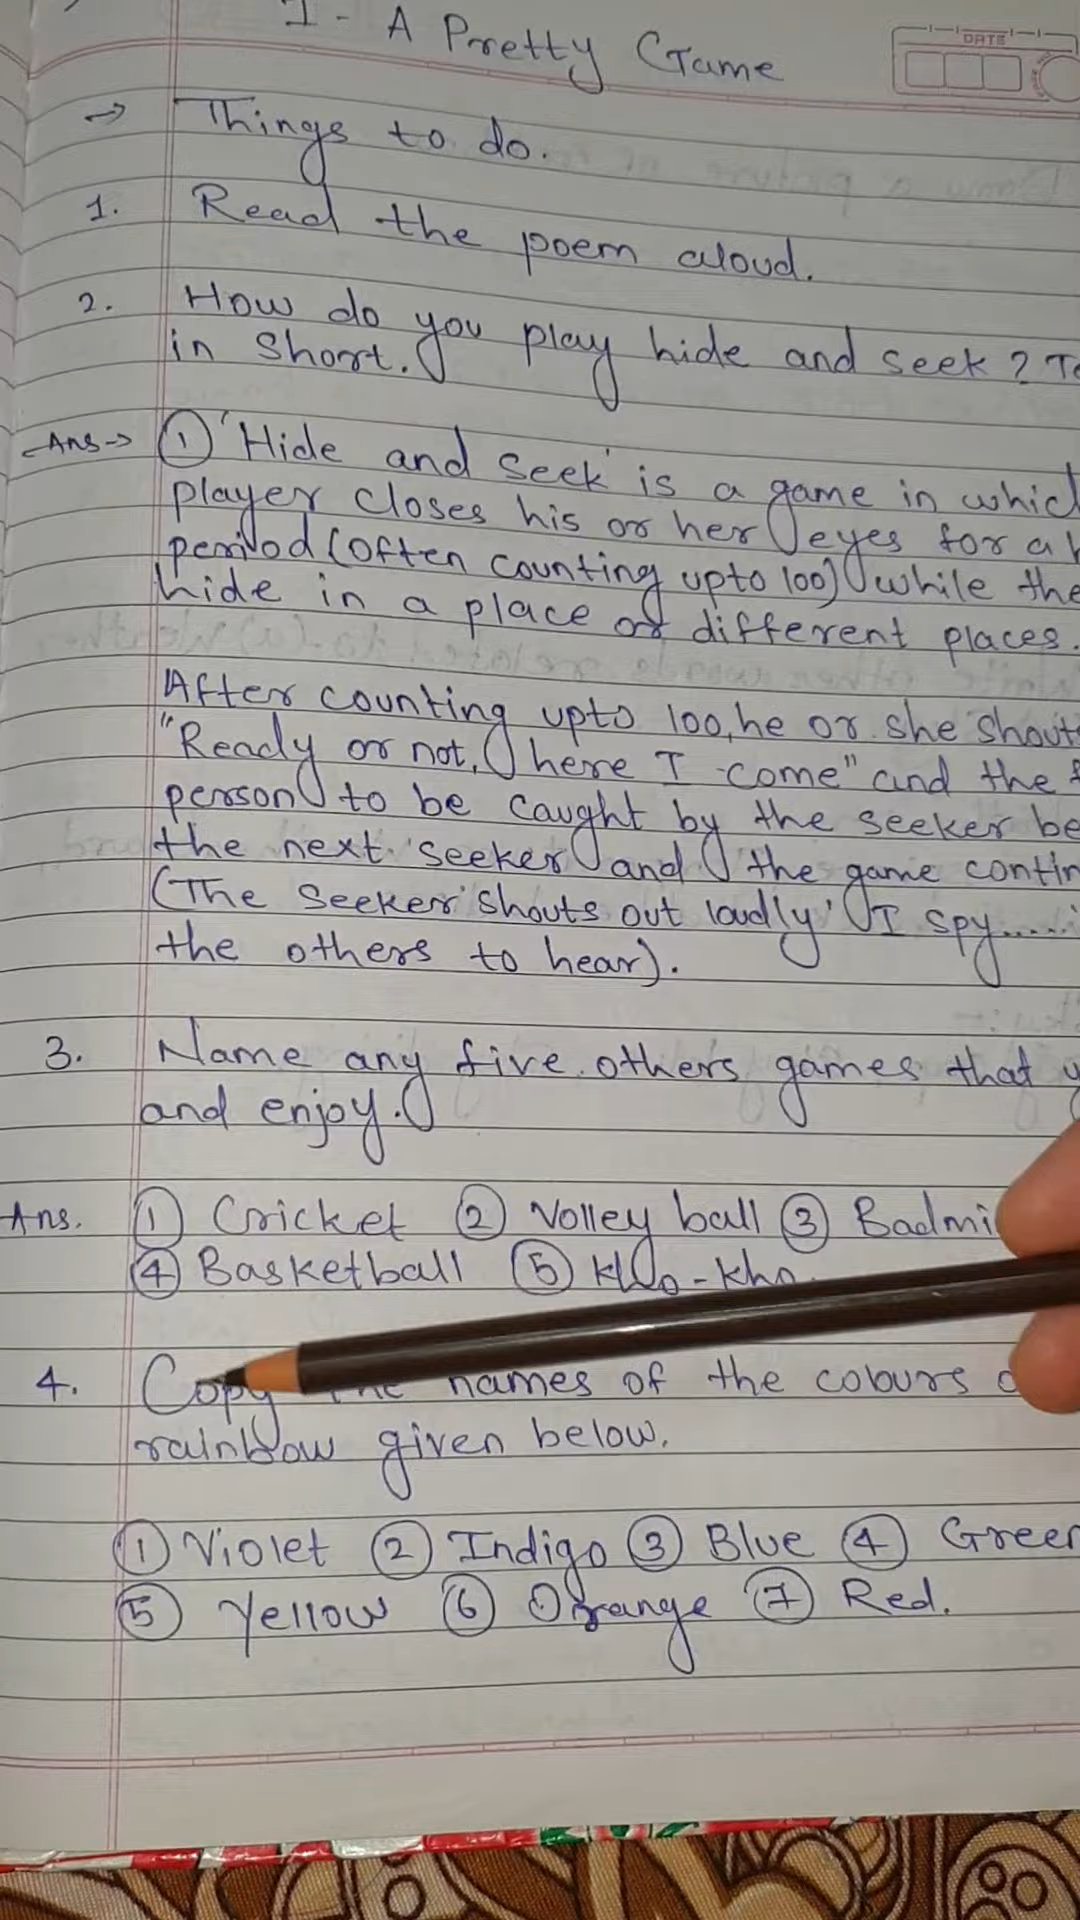 1 - A Pretty Game
DATE
→ Things to do.
1. Read the poem aloud.
2. How do you play hide and seek ?
in short.
Ans → ① 'Hide and seek' is a game in which
player closes his or her eyes for a
period (often counting upto 100) while the
hide in a place or different places.
After counting upto 100, he or she shouts
"Ready or not, here I come" and the
person to be caught by the seeker
the next seeker and the game
(The seeker shouts out loudly 'I spy.....
the others to hear).
3. Name any five others games that
and enjoy.
Ans. ① Cricket ② Volley ball ③
④ Basketball ⑤ Kho-kho.
4. Copy the names of the colours
rainbow given below.
① Violet ② Indigo ③ Blue ④ Green
⑤ Yellow ⑥ Orange ⑦ Red.